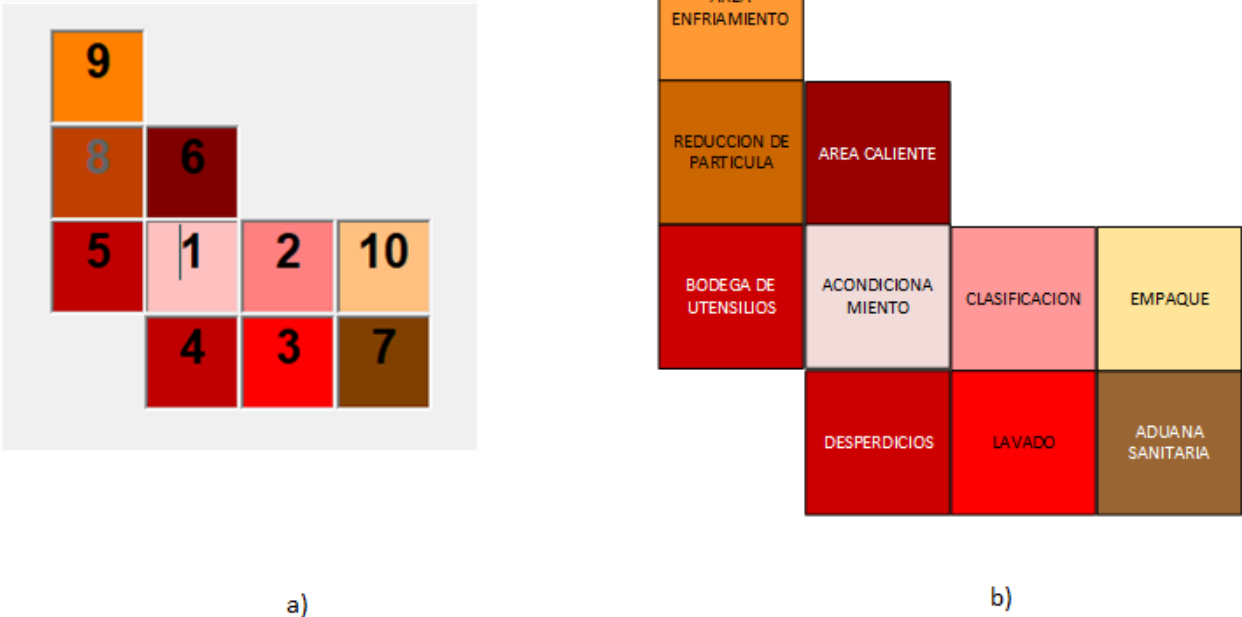 9
8 6
5 1 2 10
4 3 7
a)
AREA
ENFRIAMIENTO
REDUCCION DE
PARTICULA
AREA CALIENTE
BODEGA DE
UTENSILIOS
ACONDICIONA
MIENTO
CLASIFICACION
EMPAQUE
DESPERDICIOS
LAVADO
ADUANA
SANITARIA
b)